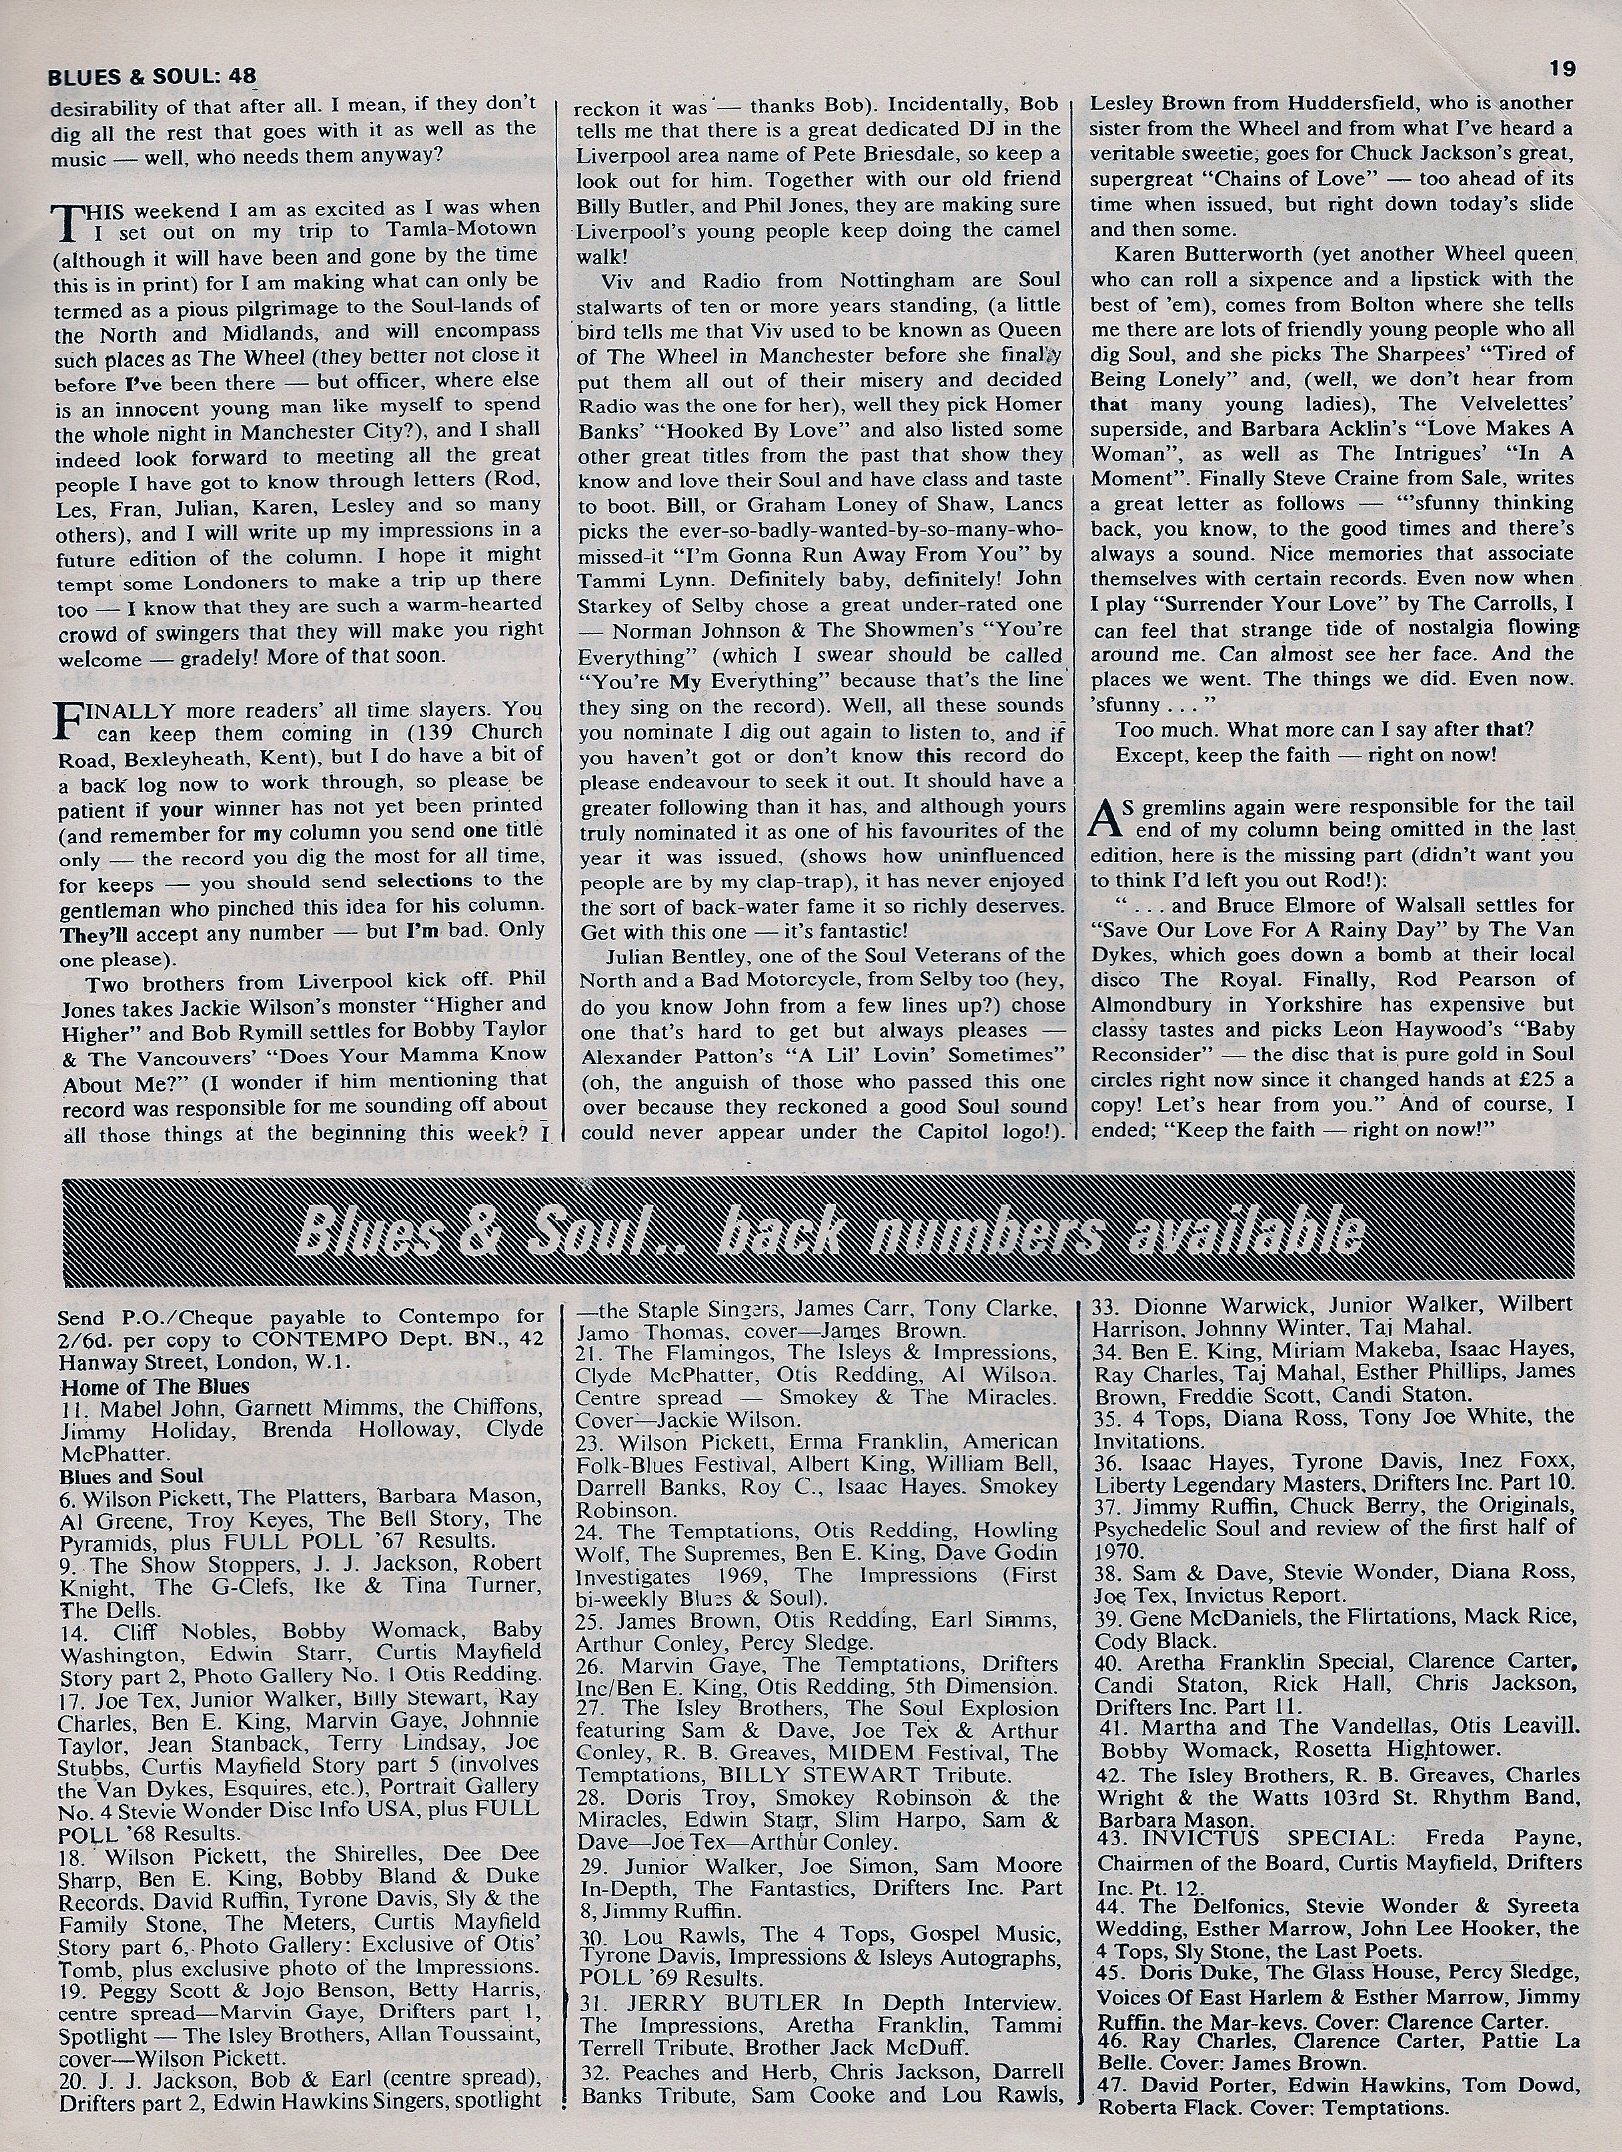 BLUES & SOUL: 48
19
desirability of that after all. I mean, if they don't
dig all the rest that goes with it as well as the
music — well, who needs them anyway?
THIS weekend I am as excited as I was when
I set out on my trip to Tamla-Motown
(although it will have been and gone by the time
this is in print) for I am making what can only be
termed as a pious pilgrimage to the Soul-lands of
the North and Midlands, and will encompass
such places as The Wheel (they better not close it
before I've been there — but officer, where else
is an innocent young man like myself to spend
the whole night in Manchester City?), and I shall
indeed look forward to meeting all the great
people I have got to know through letters (Rod,
Les, Fran, Julian, Karen, Lesley and so many
others), and I will write up my impressions in a
future edition of the column. I hope it might
tempt some Londoners to make a trip up there
too — I know that they are such a warm-hearted
crowd of swingers that they will make you right
welcome — gradely! More of that soon.
FINALLY more readers' all time slayers. You
can keep them coming in (139 Church
Road, Bexleyheath, Kent), but I do have a bit of
a back log now to work through, so please be
patient if your winner has not yet been printed
(and remember for my column you send one title
only — the record you dig the most for all time,
for keeps — you should send selections to the
gentleman who pinched this idea for his column.
They'll accept any number — but I'm bad. Only
one please).
Two brothers from Liverpool kick off. Phil
Jones takes Jackie Wilson's monster "Higher and
Higher" and Bob Rymill settles for Bobby Taylor
& The Vancouvers' "Does Your Mamma Know
About Me?" (I wonder if him mentioning that
record was responsible for me sounding off about
all those things at the beginning this week? I
reckon it was — thanks Bob). Incidentally, Bob
tells me that there is a great dedicated DJ in the
Liverpool area name of Pete Briesdale, so keep a
look out for him. Together with our old friend
Billy Butler, and Phil Jones, they are making sure
Liverpool's young people keep doing the camel
walk!
Viv and Radio from Nottingham are Soul
stalwarts of ten or more years standing, (a little
bird tells me that Viv used to be known as Queen
of The Wheel in Manchester before she finally
put them all out of their misery and decided
Radio was the one for her), well they pick Homer
Banks' "Hooked By Love" and also listed some
other great titles from the past that show they
know and love their Soul and have class and taste
to boot. Bill, or Graham Loney of Shaw, Lancs
picks the ever-so-badly-wanted-by-so-many-who-
missed-it "I'm Gonna Run Away From You" by
Tammi Lynn. Definitely baby, definitely! John
Starkey of Selby chose a great under-rated one
— Norman Johnson & The Showmen's "You're
Everything" (which I swear should be called
"You're My Everything" because that's the line
they sing on the record). Well, all these sounds
you nominate I dig out again to listen to, and if
you haven't got or don't know this record do
please endeavour to seek it out. It should have a
greater following than it has, and although yours
truly nominated it as one of his favourites of the
year it was issued, (shows how uninfluenced
people are by my clap-trap), it has never enjoyed
the sort of back-water fame it so richly deserves.
Get with this one — it's fantastic!
Julian Bentley, one of the Soul Veterans of the
North and a Bad Motorcycle, from Selby too (hey,
do you know John from a few lines up?) chose
one that's hard to get but always pleases —
Alexander Patton's "A Lil' Lovin' Sometimes"
(oh, the anguish of those who passed this one
over because they reckoned a good Soul sound
could never appear under the Capitol logo!).
Lesley Brown from Huddersfield, who is another
sister from the Wheel and from what I've heard a
veritable sweetie; goes for Chuck Jackson's great,
supergreat "Chains of Love" — too ahead of its
time when issued, but right down today's slide
and then some.
Karen Butterworth (yet another Wheel queen
who can roll a sixpence and a lipstick with the
best of 'em), comes from Bolton where she tells
me there are lots of friendly young people who all
dig Soul, and she picks The Sharpees' "Tired of
Being Lonely" and, (well, we don't hear from
that many young ladies), The Velvelettes'
superside, and Barbara Acklin's "Love Makes A
Woman", as well as The Intrigues' "In A
Moment". Finally Steve Craine from Sale, writes
a great letter as follows — "'sfunny thinking
back, you know, to the good times and there's
always a sound. Nice memories that associate
themselves with certain records. Even now when
I play "Surrender Your Love" by The Carrolls, I
can feel that strange tide of nostalgia flowing
around me. Can almost see her face. And the
places we went. The things we did. Even now.
'sfunny . . . "
Too much. What more can I say after that?
Except, keep the faith — right on now!
AS gremlins again were responsible for the tail
end of my column being omitted in the last
edition, here is the missing part (didn't want you
to think I'd left you out Rod!):
" . . . and Bruce Elmore of Walsall settles for
"Save Our Love For A Rainy Day" by The Van
Dykes, which goes down a bomb at their local
disco The Royal. Finally, Rod Pearson of
Almondbury in Yorkshire has expensive but
classy tastes and picks Leon Haywood's "Baby
Reconsider" — the disc that is pure gold in Soul
circles right now since it changed hands at £25 a
copy! Let's hear from you." And of course, I
ended; "Keep the faith — right on now!"
Blues & Soul.. back numbers available
Send P.O./Cheque payable to Contempo for
2/6d. per copy to CONTEMPO Dept. BN., 42
Hanway Street, London, W.1.
Home of The Blues
11. Mabel John, Garnett Mimms, the Chiffons,
Jimmy Holiday, Brenda Holloway, Clyde
McPhatter.
Blues and Soul
6. Wilson Pickett, The Platters, Barbara Mason,
Al Greene, Troy Keyes, The Bell Story, The
Pyramids, plus FULL POLL '67 Results.
9. The Show Stoppers, J. J. Jackson, Robert
Knight, The G-Clefs, Ike & Tina Turner,
The Dells.
14. Cliff Nobles, Bobby Womack, Baby
Washington, Edwin Starr, Curtis Mayfield
Story part 2, Photo Gallery No. 1 Otis Redding.
17. Joe Tex, Junior Walker, Billy Stewart, Ray
Charles, Ben E. King, Marvin Gaye, Johnnie
Taylor, Jean Stanback, Terry Lindsay, Joe
Stubbs, Curtis Mayfield Story part 5 (involves
the Van Dykes, Esquires, etc.), Portrait Gallery
No. 4 Stevie Wonder Disc Info USA, plus FULL
POLL '68 Results.
18. Wilson Pickett, the Shirelles, Dee Dee
Sharp, Ben E. King, Bobby Bland & Duke
Records, David Ruffin, Tyrone Davis, Sly & the
Family Stone, The Meters, Curtis Mayfield
Story part 6, Photo Gallery: Exclusive of Otis'
Tomb, plus exclusive photo of the Impressions.
19. Peggy Scott & Jojo Benson, Betty Harris,
centre spread—Marvin Gaye, Drifters part 1,
Spotlight — The Isley Brothers, Allan Toussaint,
cover—Wilson Pickett.
20. J. J. Jackson, Bob & Earl (centre spread),
Drifters part 2, Edwin Hawkins Singers, spotlight
—the Staple Singers, James Carr, Tony Clarke,
Jamo Thomas, cover—James Brown.
21. The Flamingos, The Isleys & Impressions,
Clyde McPhatter, Otis Redding, Al Wilson.
Centre spread — Smokey & The Miracles.
Cover—Jackie Wilson.
23. Wilson Pickett, Erma Franklin, American
Folk-Blues Festival, Albert King, William Bell,
Darrell Banks, Roy C., Isaac Hayes. Smokey
Robinson.
24. The Temptations, Otis Redding, Howling
Wolf, The Supremes, Ben E. King, Dave Godin
Investigates 1969, The Impressions (First
bi-weekly Blues & Soul).
25. James Brown, Otis Redding, Earl Simms,
Arthur Conley, Percy Sledge.
26. Marvin Gaye, The Temptations, Drifters
Inc/Ben E. King, Otis Redding, 5th Dimension.
27. The Isley Brothers, The Soul Explosion
featuring Sam & Dave, Joe Tex & Arthur
Conley, R. B. Greaves, MIDEM Festival, The
Temptations, BILLY STEWART Tribute.
28. Doris Troy, Smokey Robinson & the
Miracles, Edwin Starr, Slim Harpo, Sam &
Dave—Joe Tex—Arthur Conley.
29. Junior Walker, Joe Simon, Sam Moore
In-Depth, The Fantastics, Drifters Inc. Part
8, Jimmy Ruffin.
30. Lou Rawls, The 4 Tops, Gospel Music,
Tyrone Davis, Impressions & Isleys Autographs,
POLL '69 Results.
31. JERRY BUTLER In Depth Interview.
The Impressions, Aretha Franklin, Tammi
Terrell Tribute, Brother Jack McDuff.
32. Peaches and Herb, Chris Jackson, Darrell
Banks Tribute, Sam Cooke and Lou Rawls,
33. Dionne Warwick, Junior Walker, Wilbert
Harrison, Johnny Winter, Taj Mahal.
34. Ben E. King, Miriam Makeba, Isaac Hayes,
Ray Charles, Taj Mahal, Esther Phillips, James
Brown, Freddie Scott, Candi Staton.
35. 4 Tops, Diana Ross, Tony Joe White, the
Invitations.
36. Isaac Hayes, Tyrone Davis, Inez Foxx,
Liberty Legendary Masters, Drifters Inc. Part 10.
37. Jimmy Ruffin, Chuck Berry, the Originals,
Psychedelic Soul and review of the first half of
1970.
38. Sam & Dave, Stevie Wonder, Diana Ross,
Joe Tex, Invictus Report.
39. Gene McDaniels, the Flirtations, Mack Rice,
Cody Black.
40. Aretha Franklin Special, Clarence Carter,
Candi Staton, Rick Hall, Chris Jackson,
Drifters Inc. Part 11.
41. Martha and The Vandellas, Otis Leavill.
Bobby Womack, Rosetta Hightower.
42. The Isley Brothers, R. B. Greaves, Charles
Wright & the Watts 103rd St. Rhythm Band,
Barbara Mason.
43. INVICTUS SPECIAL: Freda Payne,
Chairmen of the Board, Curtis Mayfield, Drifters
Inc. Pt. 12.
44. The Delfonics, Stevie Wonder & Syreeta
Wedding, Esther Marrow, John Lee Hooker, the
4 Tops, Sly Stone, the Last Poets.
45. Doris Duke, The Glass House, Percy Sledge,
Voices Of East Harlem & Esther Marrow, Jimmy
Ruffin, the Mar-keys. Cover: Clarence Carter.
46. Ray Charles, Clarence Carter, Pattie La
Belle. Cover: James Brown.
47. David Porter, Edwin Hawkins, Tom Dowd,
Roberta Flack. Cover: Temptations.